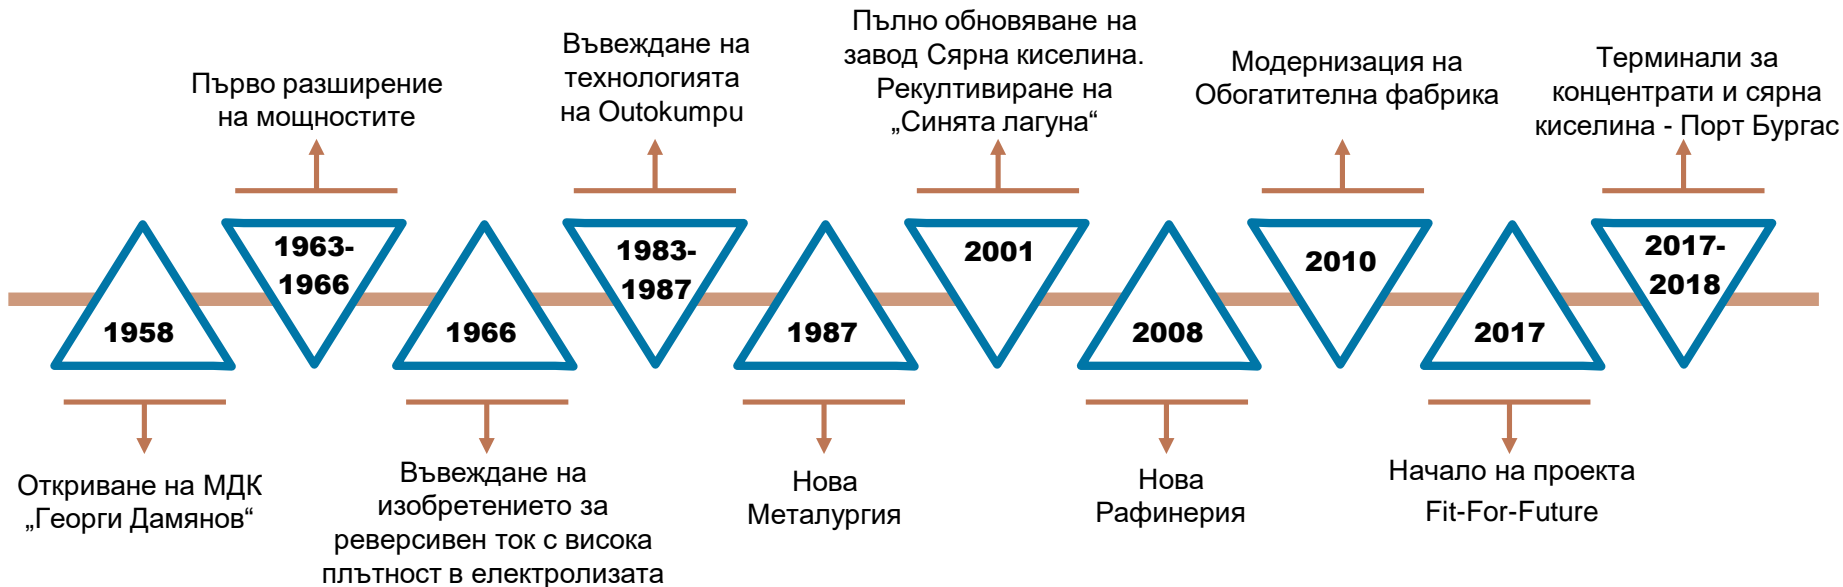 Откриване на МДК
„Георги Дамянов“
1958
Първо разширение
на мощностите
1963-
1966
1966
Въвеждане на
изобретението за
реверсивен ток с висока
плътност в електролизата
Въвеждане на
технологията
на Outokumpu
1983-
1987
1987
Нова
Металургия
Пълно обновяване на
завод Сярна киселина.
Рекултивиране на
„Синята лагуна“
2001
2008
Нова
Рафинерия
Модернизация на
Обогатителна фабрика
2010
2017
Начало на проекта
Fit-For-Future
Терминали за
концентрати и сярна
киселина - Порт Бургас
2017-
2018